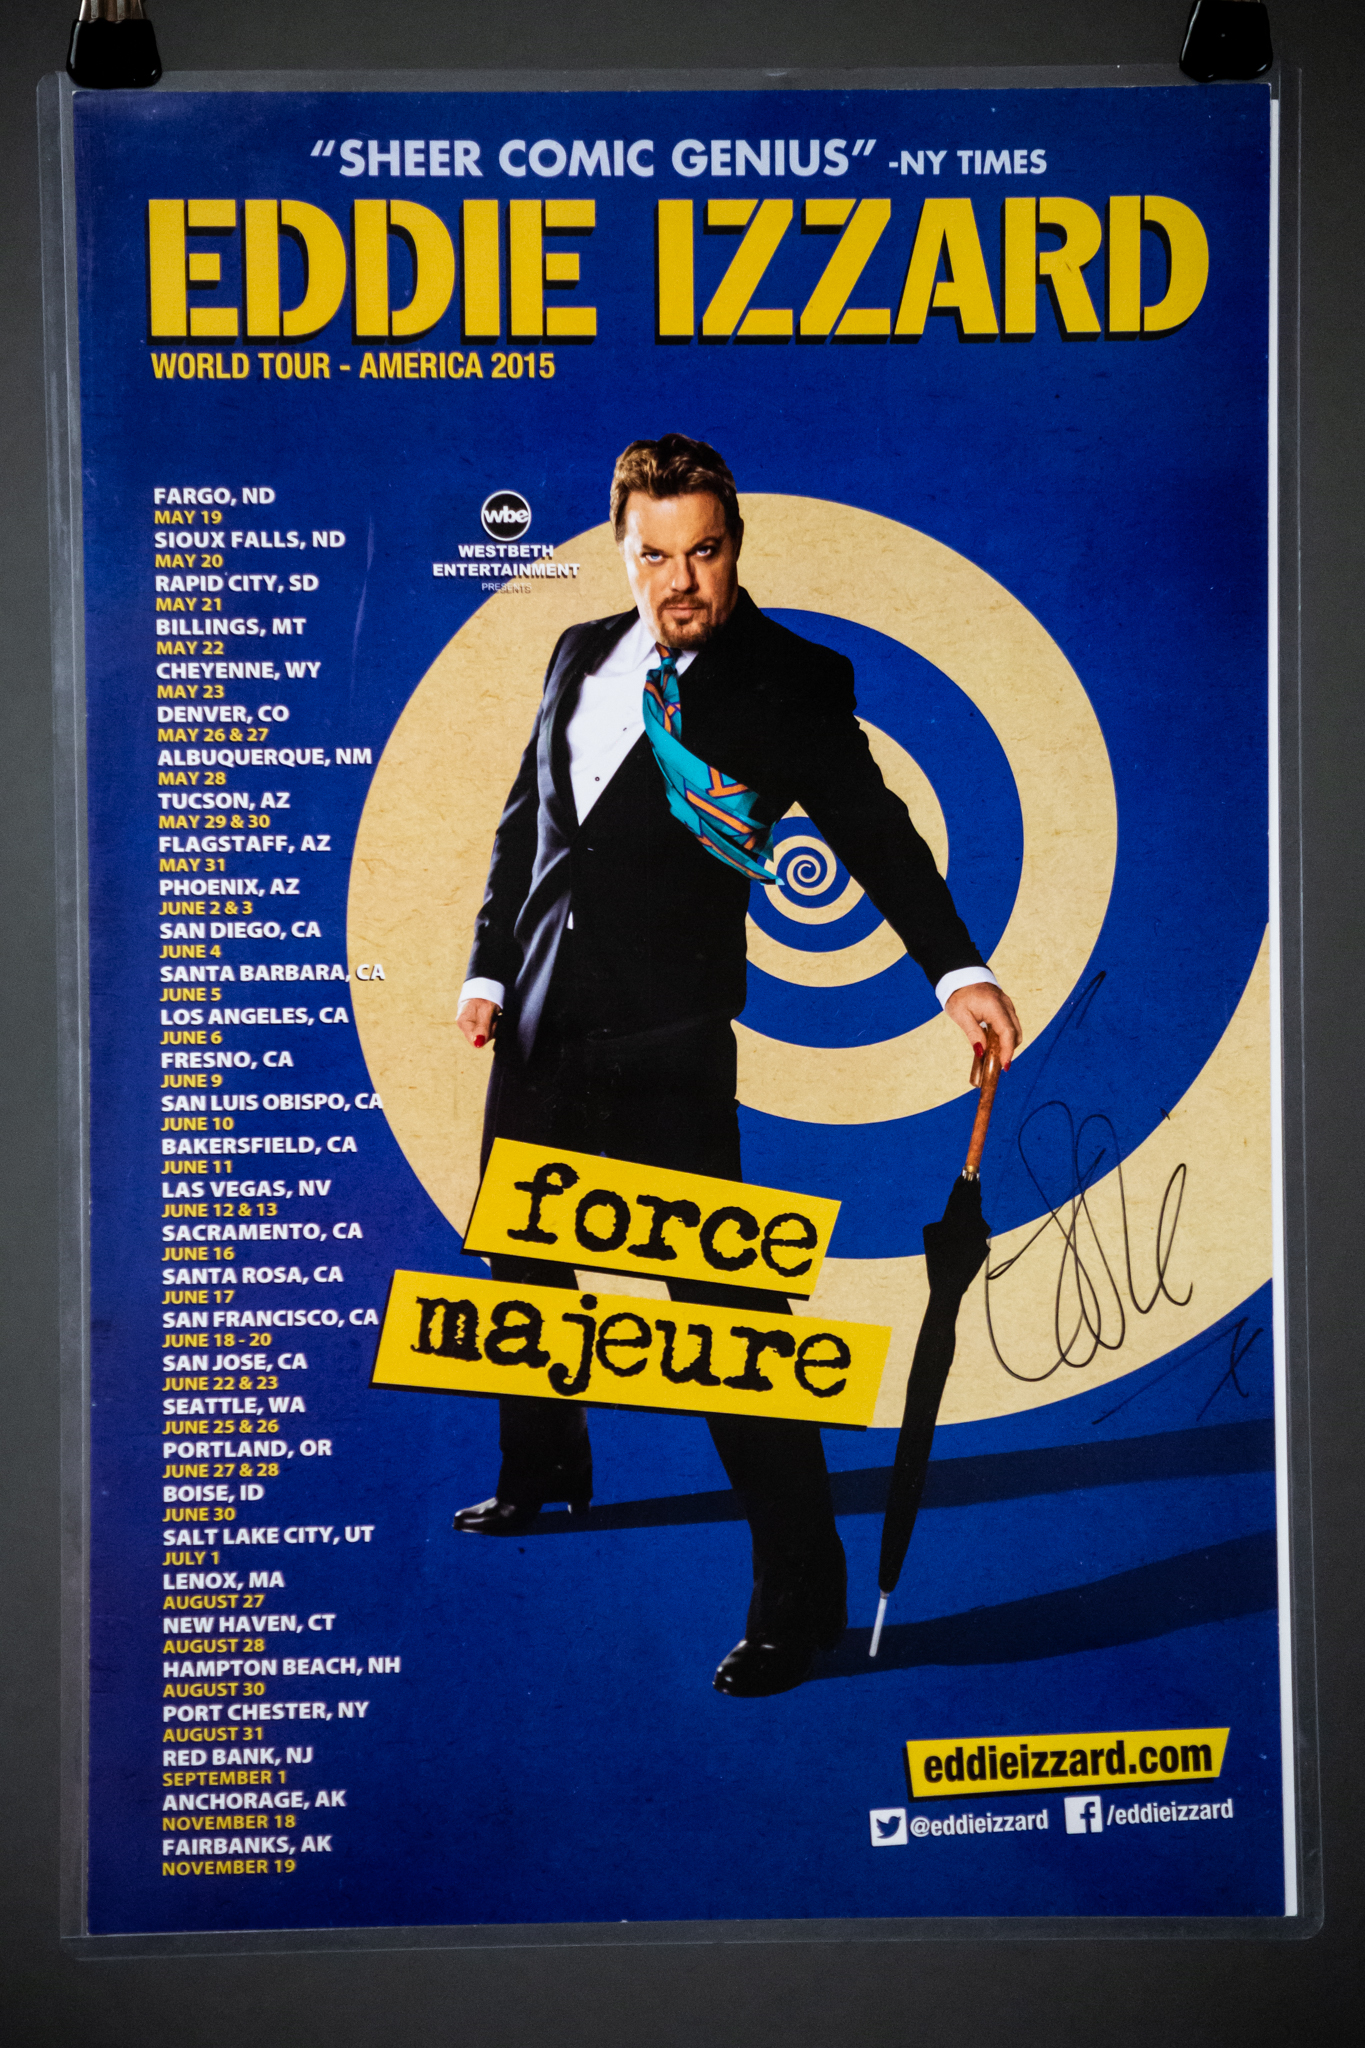 "SHEER COMIC GENIUS" -NY TIMES
EDDIE IZZARD
WORLD TOUR - AMERICA 2015
FARGO, ND
MAY 19
SIOUX FALLS, ND
MAY 20
RAPID CITY, SD
MAY 21
BILLINGS, MT
MAY 22
CHEYENNE, WY
MAY 23
DENVER, CO
MAY 26 & 27
ALBUQUERQUE, NM
MAY 28
TUCSON, AZ
MAY 29 & 30
FLAGSTAFF, AZ
MAY 31
PHOENIX, AZ
JUNE 2 & 3
SAN DIEGO, CA
JUNE 4
SANTA BARBARA, CA
JUNE 5
LOS ANGELES, CA
JUNE 6
FRESNO, CA
JUNE 9
SAN LUIS OBISPO, CA
JUNE 10
BAKERSFIELD, CA
JUNE 11
LAS VEGAS, NV
JUNE 12 & 13
SACRAMENTO, CA
JUNE 16
SANTA ROSA, CA
JUNE 17
SAN FRANCISCO, CA
JUNE 18 - 20
SAN JOSE, CA
JUNE 22 & 23
SEATTLE, WA
JUNE 25 & 26
PORTLAND, OR
JUNE 27 & 28
BOISE, ID
JUNE 30
SALT LAKE CITY, UT
JULY 1
LENOX, MA
AUGUST 27
NEW HAVEN, CT
AUGUST 28
HAMPTON BEACH, NH
AUGUST 30
PORT CHESTER, NY
AUGUST 31
RED BANK, NJ
SEPTEMBER 1
ANCHORAGE, AK
NOVEMBER 18
FAIRBANKS, AK
NOVEMBER 19
wbe
WESTBETH
ENTERTAINMENT
PRESENTS
force
majeure
eddieizzard.com
@eddieizzard /eddieizzard